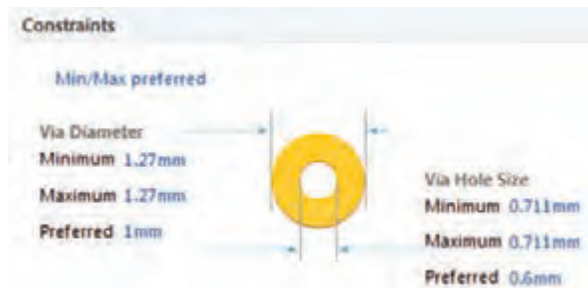 Constraints
Min/Max preferred
Via Diameter
Minimum 1.27mm
Maximum 1.27mm
Preferred 1mm
Via Hole Size
Minimum 0.711mm
Maximum 0.711mm
Preferred 0.6mm